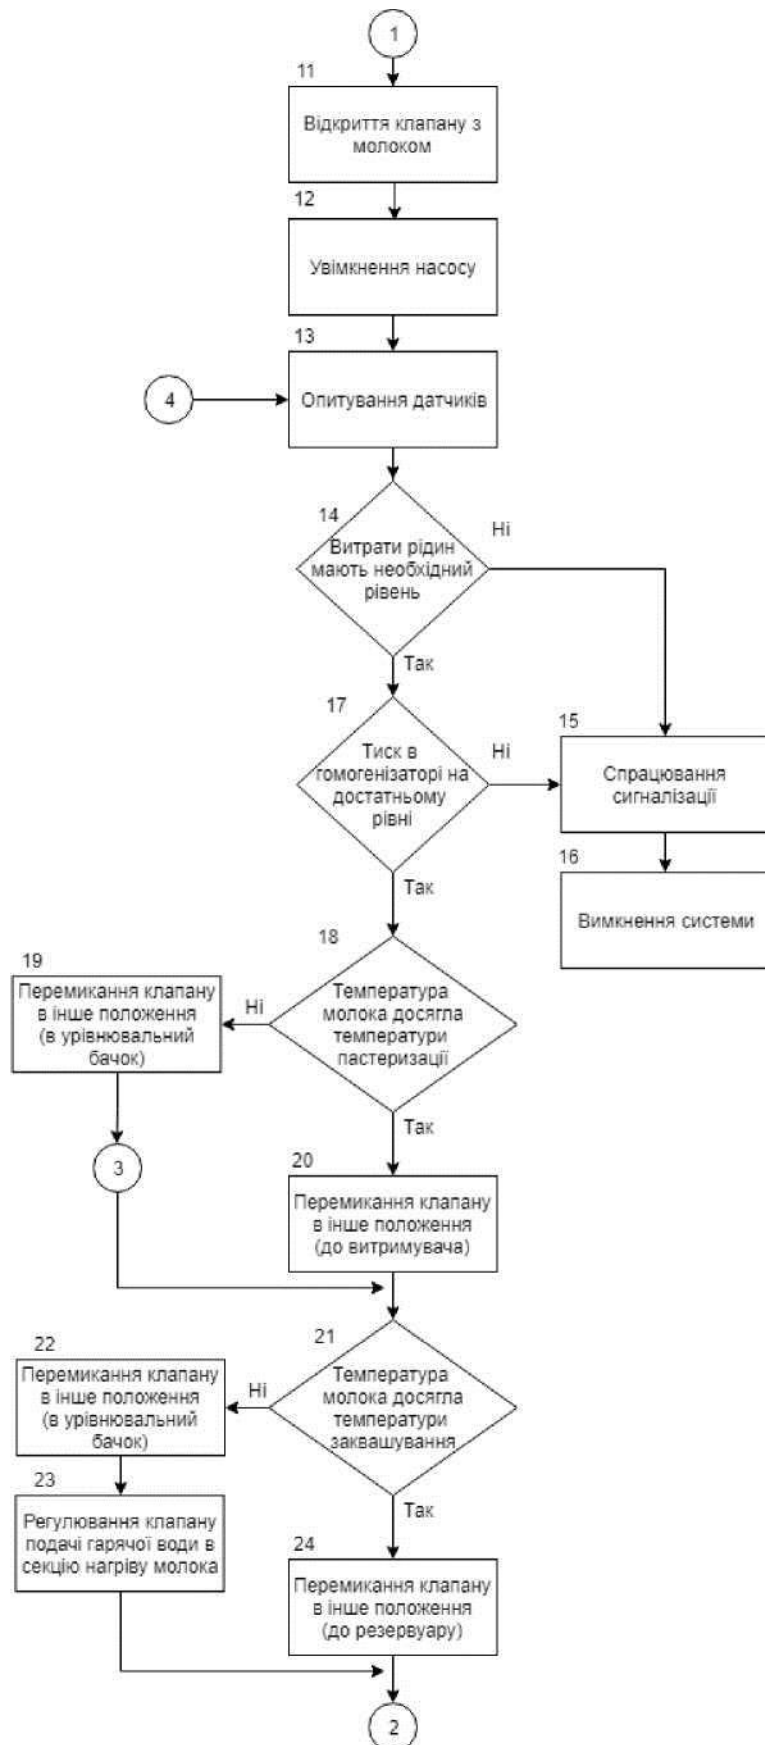 1
11
Відкриття клапану з
молоком
12
Увімкнення насосу
13
4
Опитування датчиків
14
Витрати рідин
мають необхідний
рівень
Ні
Так
17
Тиск в
гомогенізаторі на
достатньому
рівні
Ні
15
Спрацювання
сигналізації
16
Вимкнення системи
Так
18
Температура
молока досягла
температури
пастеризації
Ні
19
Перемикання клапану
в інше положення
(в урівнювальний
бачок)
Так
3
20
Перемикання клапану
в інше положення
(до витримувача)
21
Температура
молока досягла
температури
заквашування
Ні
22
Перемикання клапану
в інше положення
(в урівнювальний
бачок)
23
Регулювання клапану
подачі гарячої води в
секцію нагріву молока
Так
24
Перемикання клапану
в інше положення
(до резервуару)
2